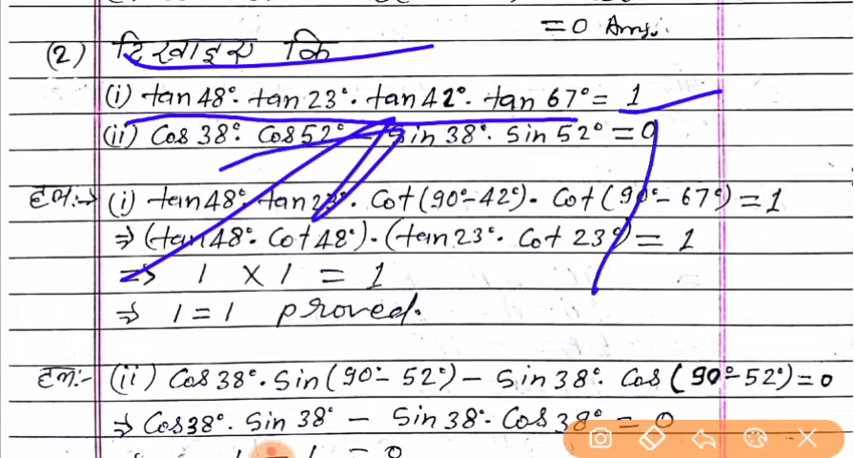 =0 Ans.
(2) दिखाइए कि
(i) tan 48°. tan 23°. tan 42°. tan 67° = 1
(ii) Cos 38°. Cos 52° - Sin 38°. Sin 52° = 0
हल:→ (i) tan 48°. tan 23°. Cot (90°- 42°). Cot (90°- 67°) = 1
⇒ (tan 48°. Cot 48°). (tan 23°. Cot 23°) = 1
⇒ 1 × 1 = 1
⇒ 1 = 1 proved.
हल:- (ii) Cos 38°. Sin (90°- 52°) - Sin 38°. Cos (90°- 52°) = 0
⇒ Cos 38°. Sin 38° - Sin 38°. Cos 38° = 0